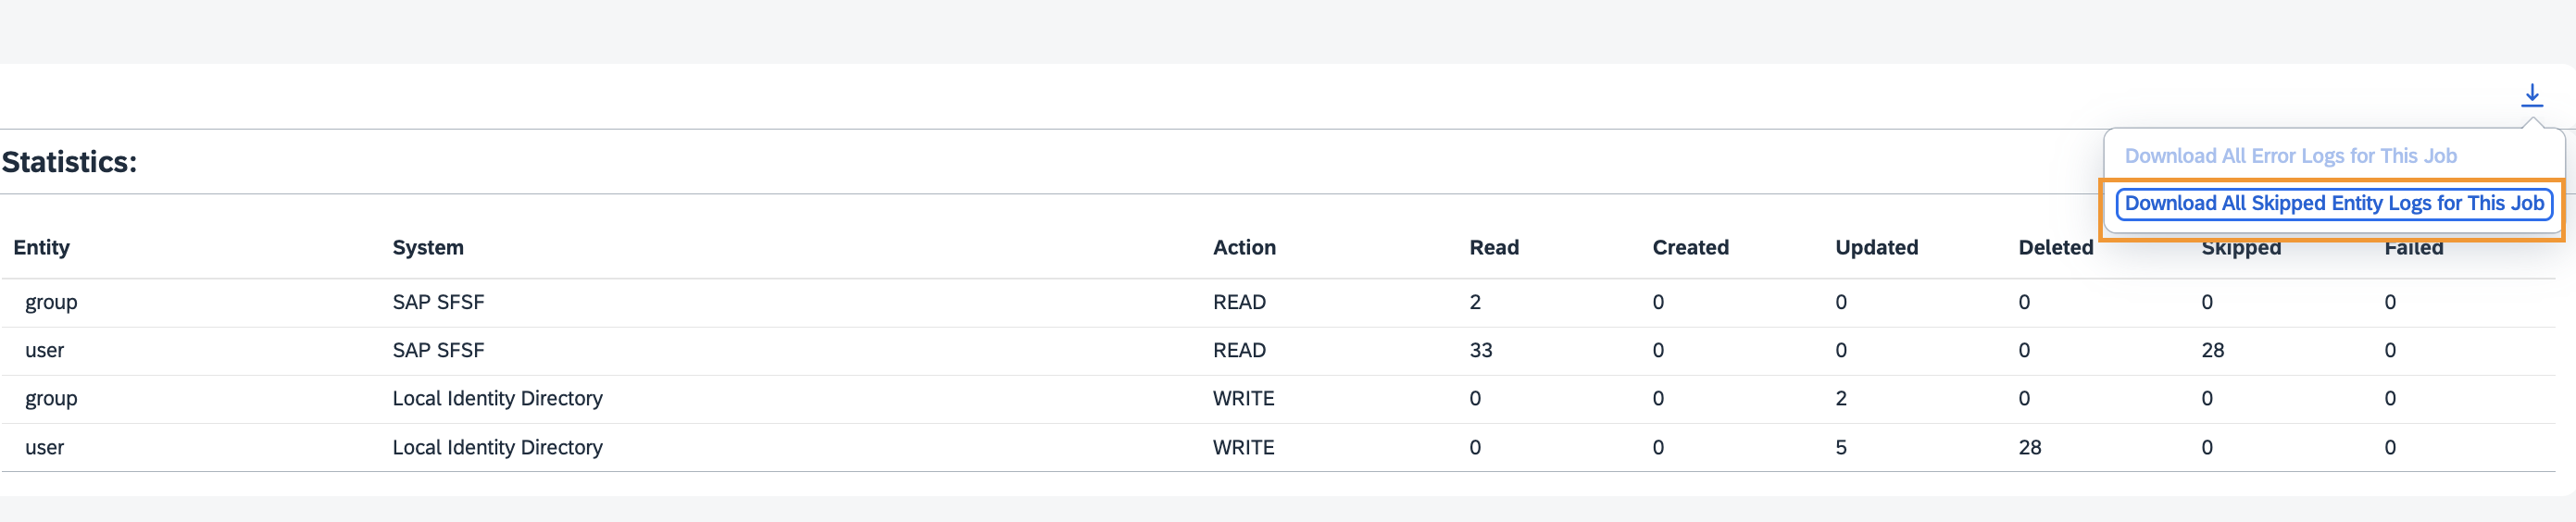 Download All Error Logs for This Job
Statistics:
Download All Skipped Entity Logs for This Job
Entity System Action Read Created Updated Deleted Skipped Failed
group SAP SFSF READ 2 0 0 0 0 0
user SAP SFSF READ 33 0 0 0 28 0
group Local Identity Directory WRITE 0 0 2 0 0 0
user Local Identity Directory WRITE 0 0 5 28 0 0